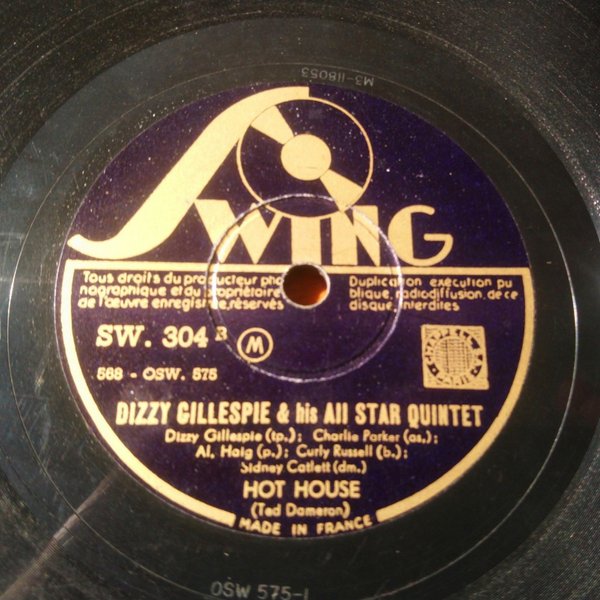 M3-118053
SWING
Tous droits du producteur pho
nographique et du propriétaire
de l'œuvre enregistrée, réservés
Duplication exécution pu
blique, radiodiffusion, de ce
disque, interdites
SW. 304 B
M
568 - OSW. 575
DIZZY GILLESPIE & his All STAR QUINTET
Dizzy Gillespie (tp.); Charlie Parker (as.);
Al. Haig (p.); Curly Russell (b.);
Sidney Catlett (dm.)
HOT HOUSE
(Ted Dameron)
MADE IN FRANCE
OSW 575-1